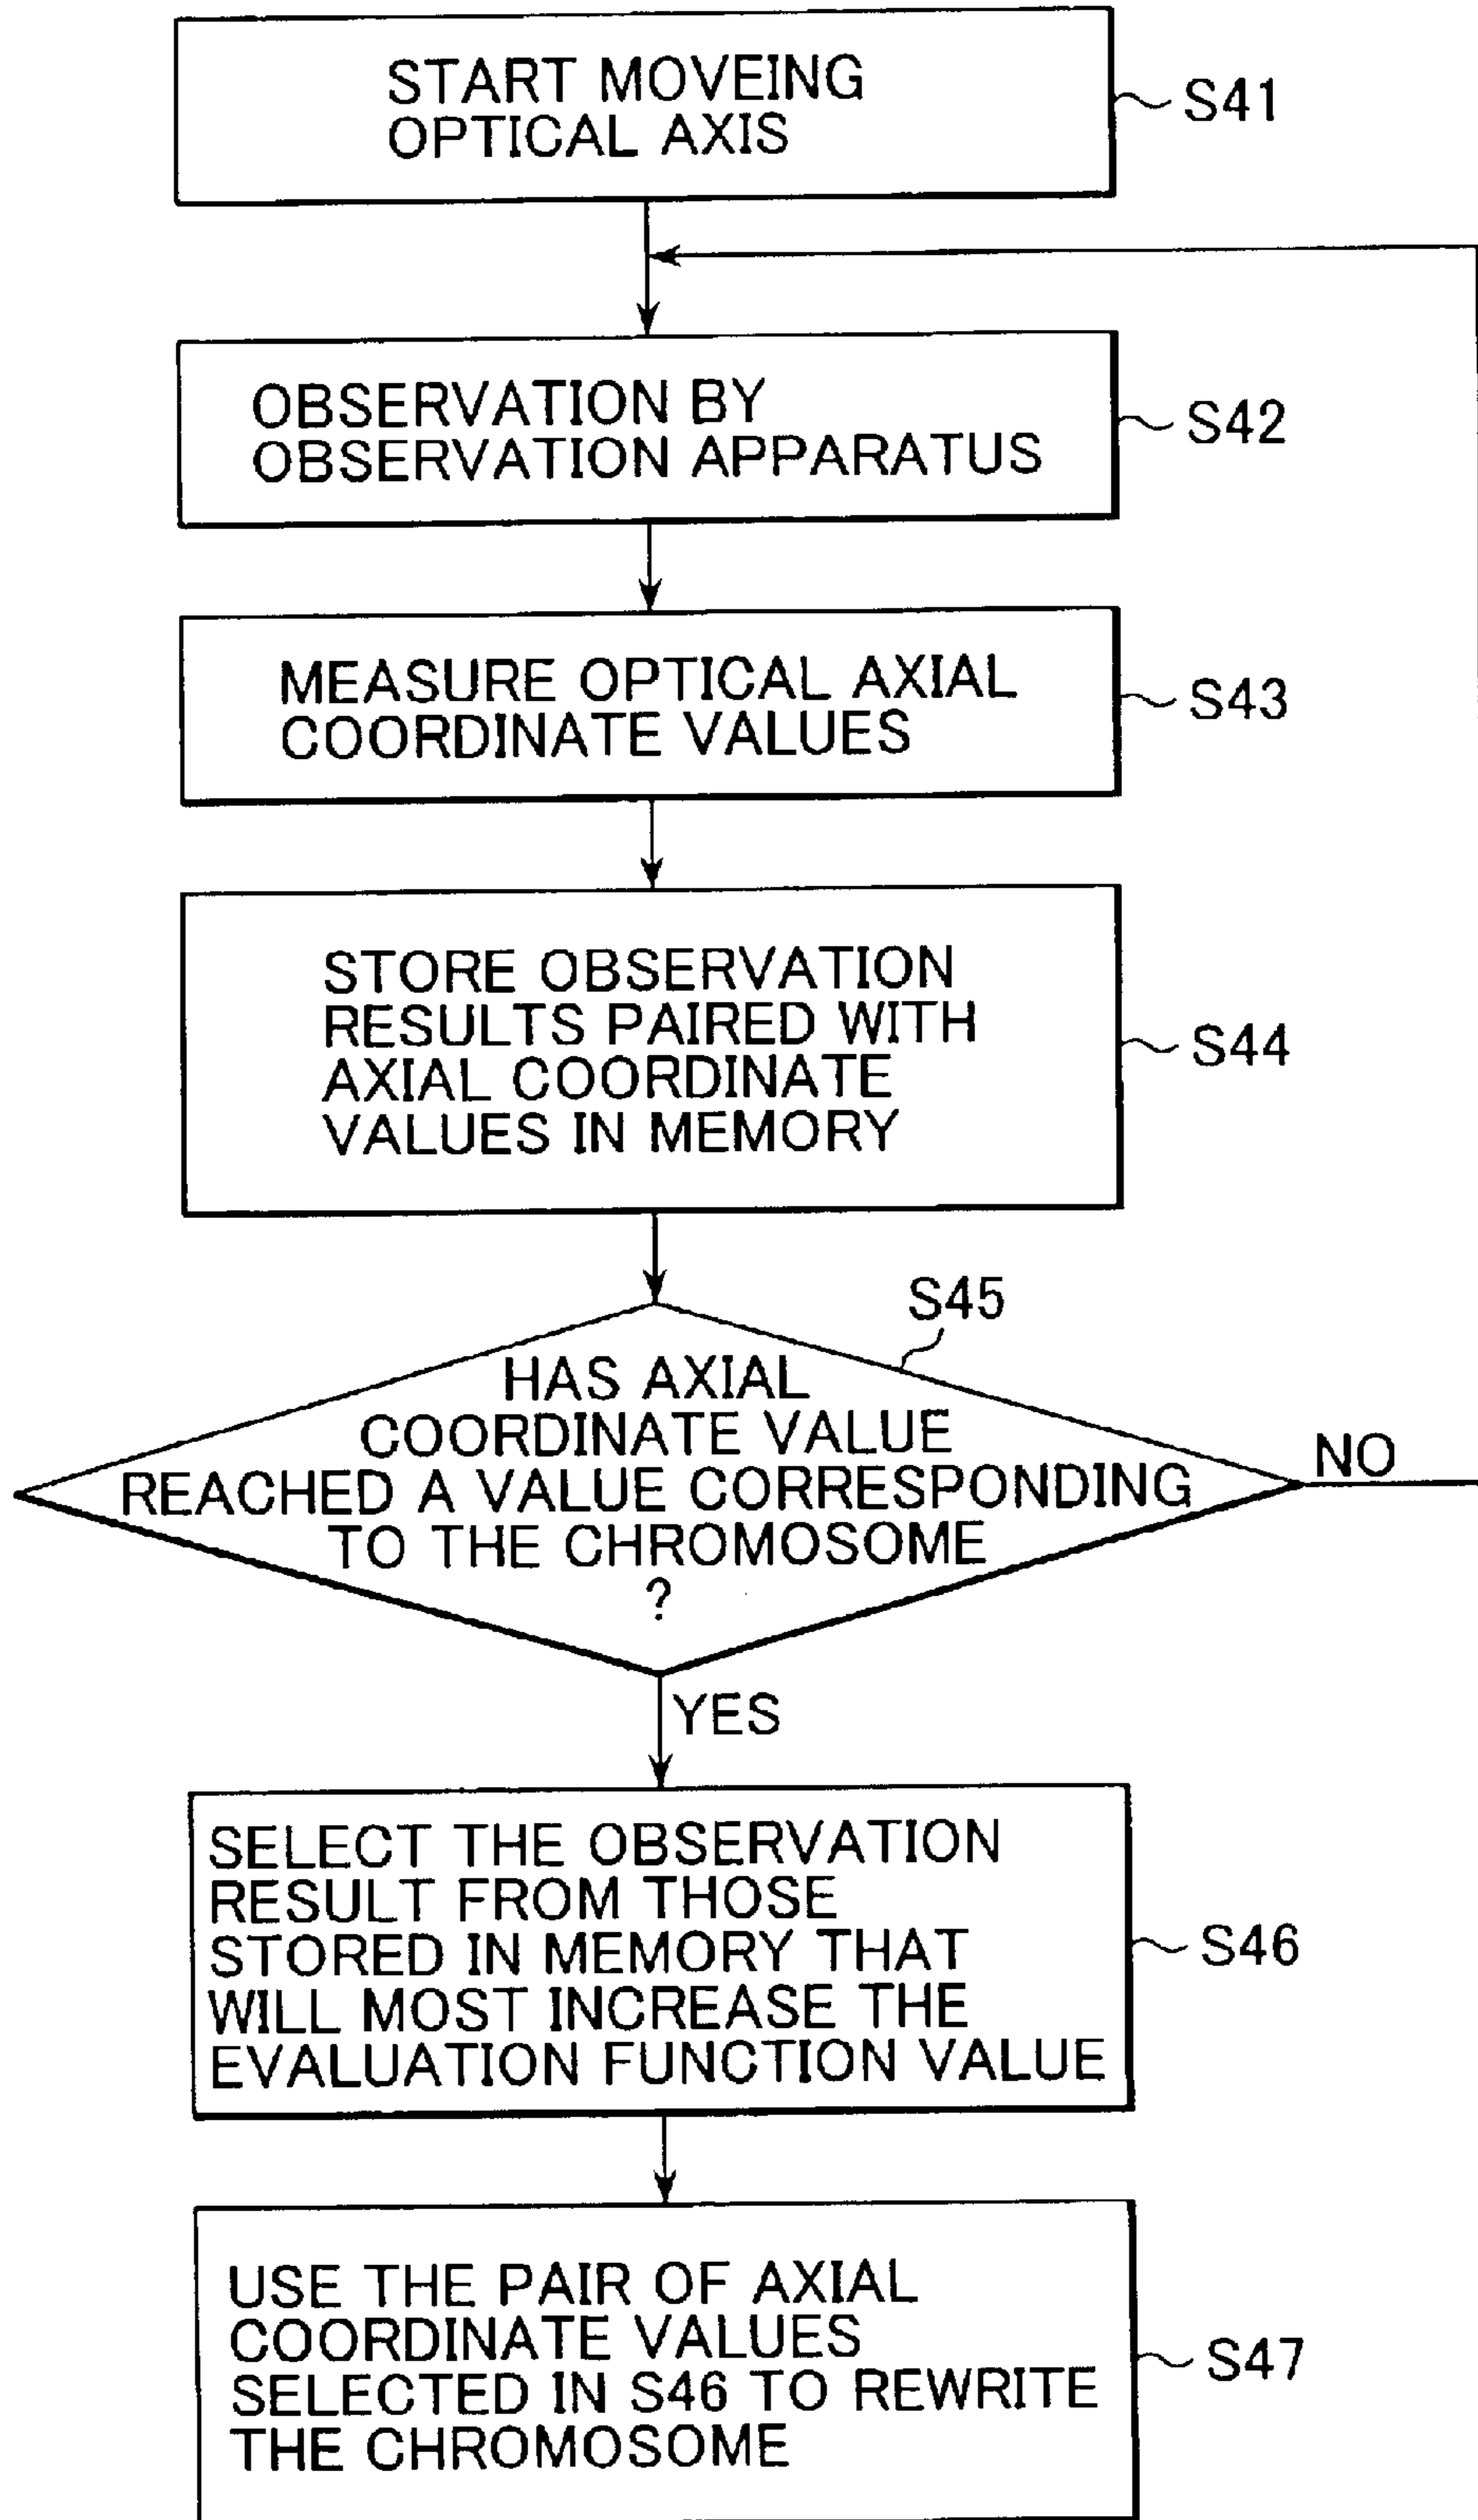 START MOVEING
OPTICAL AXIS
S41
OBSERVATION BY
OBSERVATION APPARATUS
S42
MEASURE OPTICAL AXIAL
COORDINATE VALUES
S43
STORE OBSERVATION
RESULTS PAIRED WITH
AXIAL COORDINATE
VALUES IN MEMORY
S44
S45
HAS AXIAL
COORDINATE VALUE
REACHED A VALUE CORRESPONDING
TO THE CHROMOSOME
?
NO
YES
SELECT THE OBSERVATION
RESULT FROM THOSE
STORED IN MEMORY THAT
WILL MOST INCREASE THE
EVALUATION FUNCTION VALUE
S46
USE THE PAIR OF AXIAL
COORDINATE VALUES
SELECTED IN S46 TO REWRITE
THE CHROMOSOME
S47